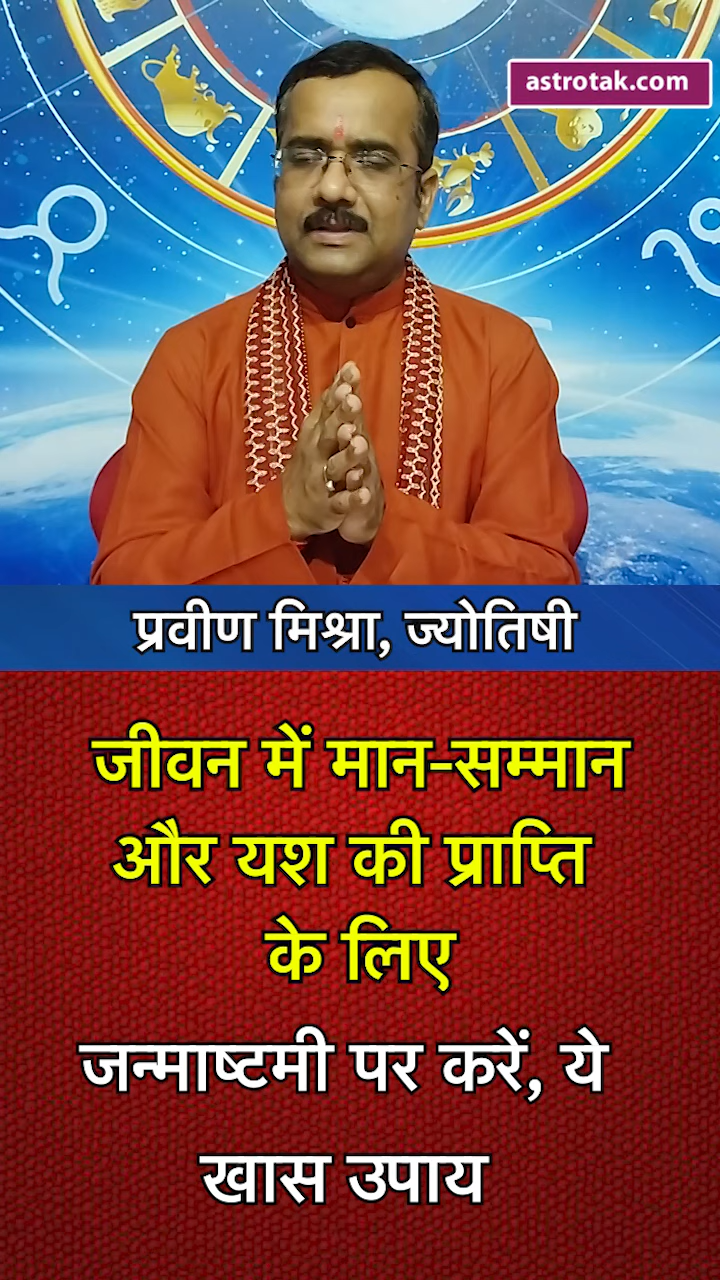 astrotak.com
प्रवीण मिश्रा, ज्योतिषी
जीवन में मान-सम्मान
और यश की प्राप्ति
के लिए
जन्माष्टमी पर करें, ये
खास उपाय